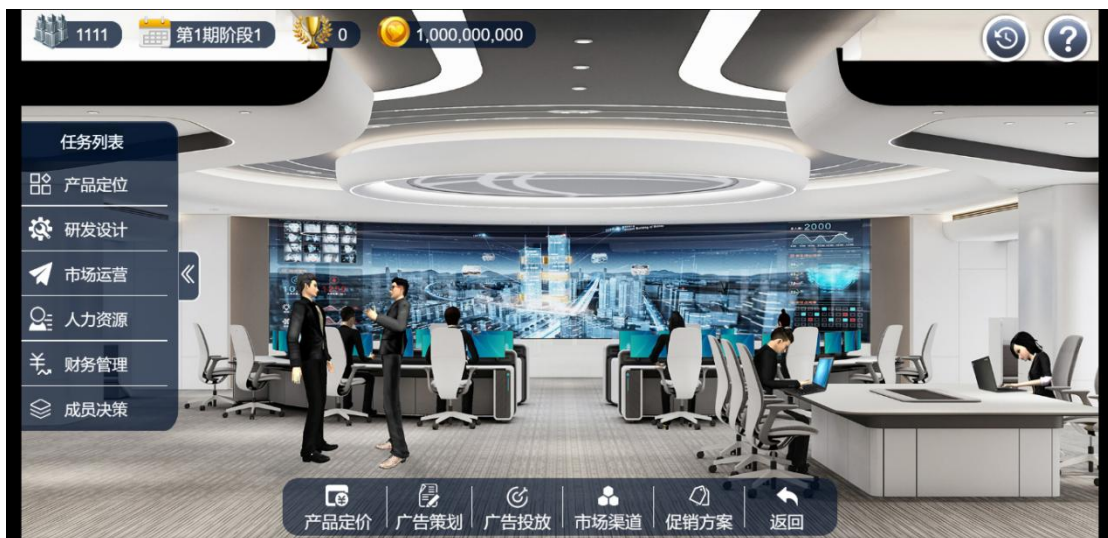 1111
第1期阶段1
0
1,000,000,000
?
任务列表
产品定位
研发设计
市场运营
人力资源
财务管理
成员决策
2000
产品定价
广告策划
广告投放
市场渠道
促销方案
返回